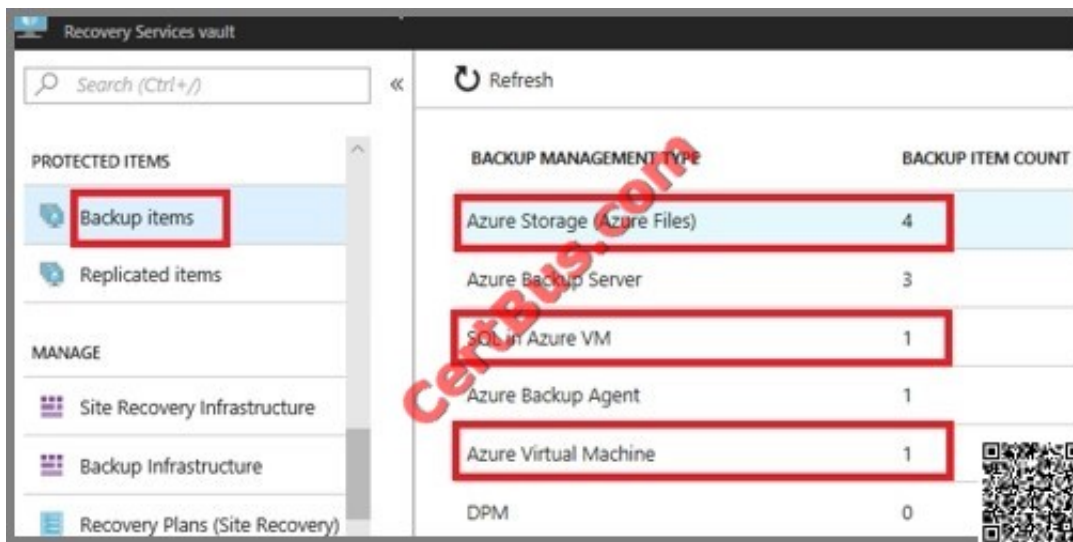 Recovery Services vault
Search (Ctrl+/)
«
Refresh
PROTECTED ITEMS
Backup items
Replicated items
MANAGE
Site Recovery Infrastructure
Backup Infrastructure
Recovery Plans (Site Recovery)
BACKUP MANAGEMENT TYPE BACKUP ITEM COUNT
Azure Storage (Azure Files) 4
Azure Backup Server 3
SQL in Azure VM 1
Azure Backup Agent 1
Azure Virtual Machine 1
DPM 0
CertBus.com